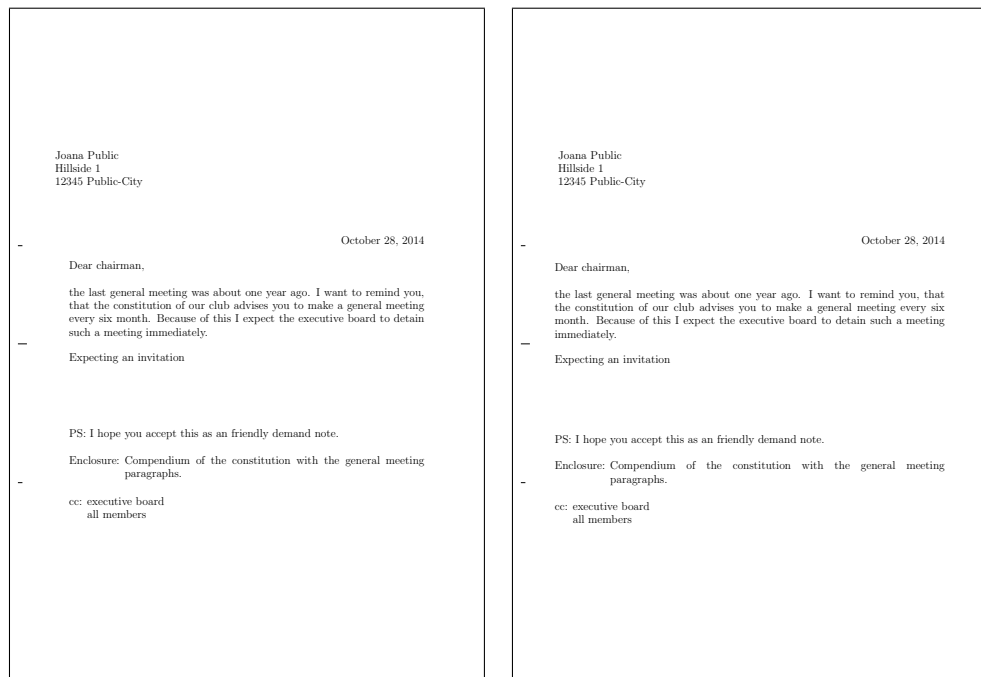 Joana Public
Hillside 1
12345 Public-City
October 28, 2014
Dear chairman,
the last general meeting was about one year ago. I want to remind you,
that the constitution of our club advises you to make a general meeting
every six month. Because of this I expect the executive board to detain
such a meeting immediately.
Expecting an invitation
PS: I hope you accept this as an friendly demand note.
Enclosure: Compendium of the constitution with the general meeting
paragraphs.
cc: executive board
all members
Joana Public
Hillside 1
12345 Public-City
October 28, 2014
Dear chairman,
the last general meeting was about one year ago. I want to remind you, that
the constitution of our club advises you to make a general meeting every six
month. Because of this I expect the executive board to detain such a meeting
immediately.
Expecting an invitation
PS: I hope you accept this as an friendly demand note.
Enclosure: Compendium of the constitution with the general meeting
paragraphs.
cc: executive board
all members